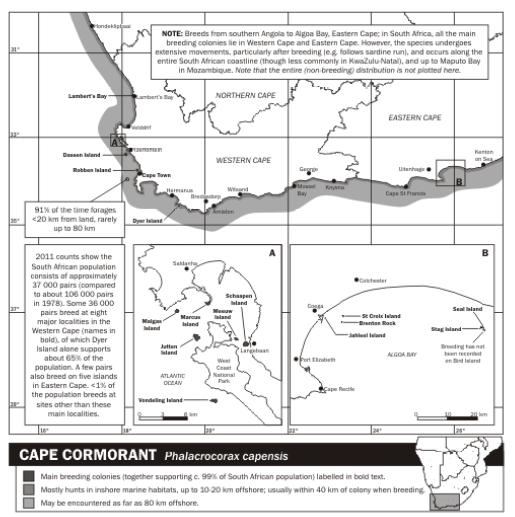 31°
Hondeklipbaai
NOTE: Breeds from southern Angola to Algoa Bay, Eastern Cape; in South Africa, all the
main breeding colonies lie in Western Cape and Eastern Cape. However, the species undergoes
extensive movements, particularly after breeding (e.g. follows sardine run), and occurs along the
entire South African coastline (though less commonly in KwaZulu-Natal), and up to Maputo Bay
in Mozambique. Note that the entire (non-breeding) distribution is not plotted here.
Lambert's Bay
Lambert's Bay
NORTHERN CAPE
EASTERN CAPE
33°
A
Dassen Island
WESTERN CAPE
Robben Island
Cape Town
George
Uitenhage
Kenton
on Sea
B
Hermanus
Bredasdorp
Witsand
Mossel
Bay
Knysna
Cape St Francis
Arniston
Dyer Island
35°
91% of the time forages
<20 km from land, rarely
up to 80 km
2011 counts show the
South African population
consists of approximately
37 000 pairs (compared
to about 106 000 pairs
in 1978). Some 36 000
pairs breed at eight
major localities in the
Western Cape (names in
bold), of which Dyer
Island alone supports
about 65% of the
population. A few pairs
also breed on five islands
in Eastern Cape. <1% of
the population breeds at
sites other than these
main localities.
A
Saldanha
Schaapen
Island
Meeuw
Island
Malgas
Island
Marcus
Island
Jutten
Island
Langebaan
West
Coast
National
Park
ATLANTIC
OCEAN
Vondeling Island
0 3 6 km
B
Colchester
Coega
St Croix Island
Brenton Rock
Jahleel Island
Seal Island
Stag Island
Breeding has not
been recorded
on Bird Island
ALGOA BAY
Port Elizabeth
Cape Recife
0 10 20 km
37°
39°
16° 18° 20° 22° 24° 26°
CAPE CORMORANT Phalacrocorax capensis
Main breeding colonies (together supporting c. 99% of South African population) labelled in bold text.
Mostly hunts in inshore marine habitats, up to 10-20 km offshore; usually within 40 km of colony when breeding.
May be encountered as far as 80 km offshore.